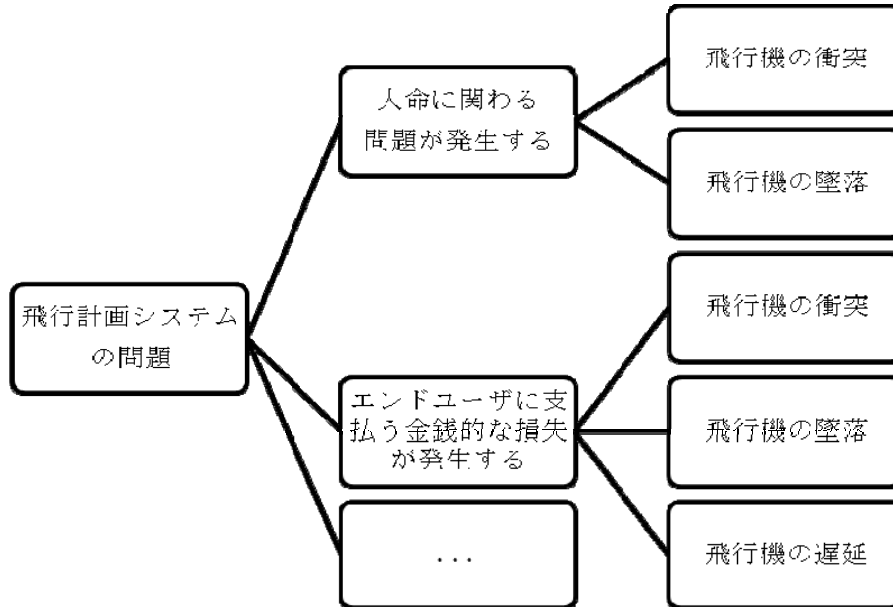 飛行計画システム
の問題
人命に関わる
問題が発生する
エンドユーザに支
払う金銭的な損失
が発生する
...
飛行機の衝突
飛行機の墜落
飛行機の衝突
飛行機の墜落
飛行機の遅延